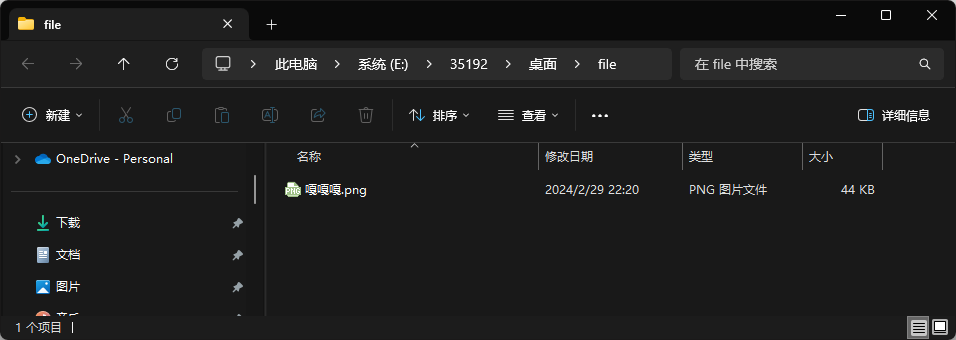 file
此电脑 系统 (E:) 35192 桌面 file
在 file 中搜索
新建 排序 查看 详细信息
OneDrive - Personal
名称 修改日期 类型 大小
PNG 嘎嘎嘎.png 2024/2/29 22:20 PNG 图片文件 44 KB
下载
文档
图片
音乐
1 个项目